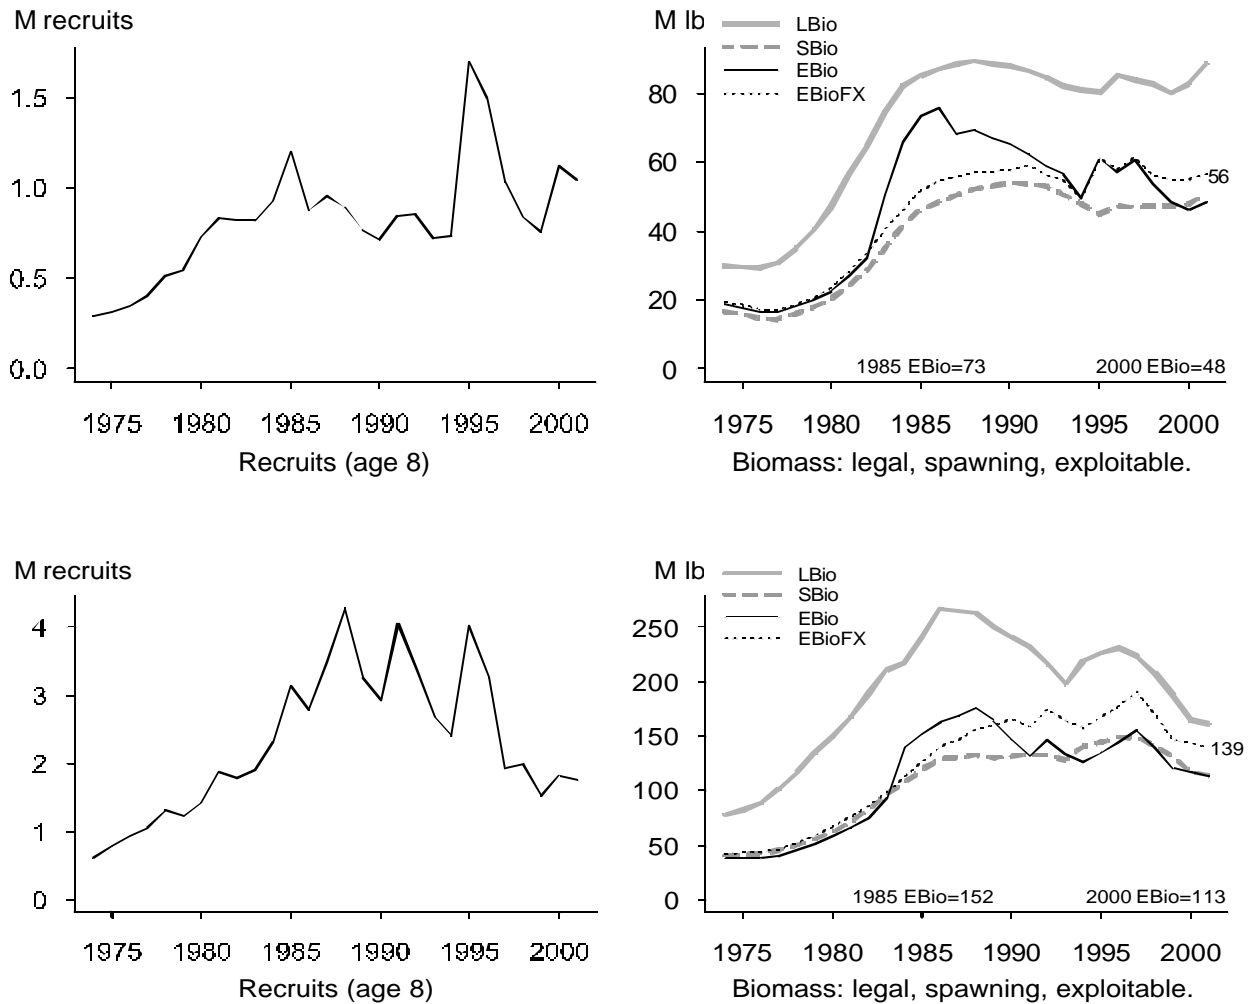 M recruits
1.5
1.0
0.5
0.0
1975 1980 1985 1990 1995 2000
Recruits (age 8)
M lb
LBio
SBio
EBio
EBioFX
80
60
40
20
0
56
1985 EBio=73
2000 EBio=48
1975 1980 1985 1990 1995 2000
Biomass: legal, spawning, exploitable.
M recruits
4
3
2
1
0
1975 1980 1985 1990 1995 2000
Recruits (age 8)
M lb
LBio
SBio
EBio
EBioFX
250
200
150
100
50
0
139
1985 EBio=152
2000 EBio=113
1975 1980 1985 1990 1995 2000
Biomass: legal, spawning, exploitable.